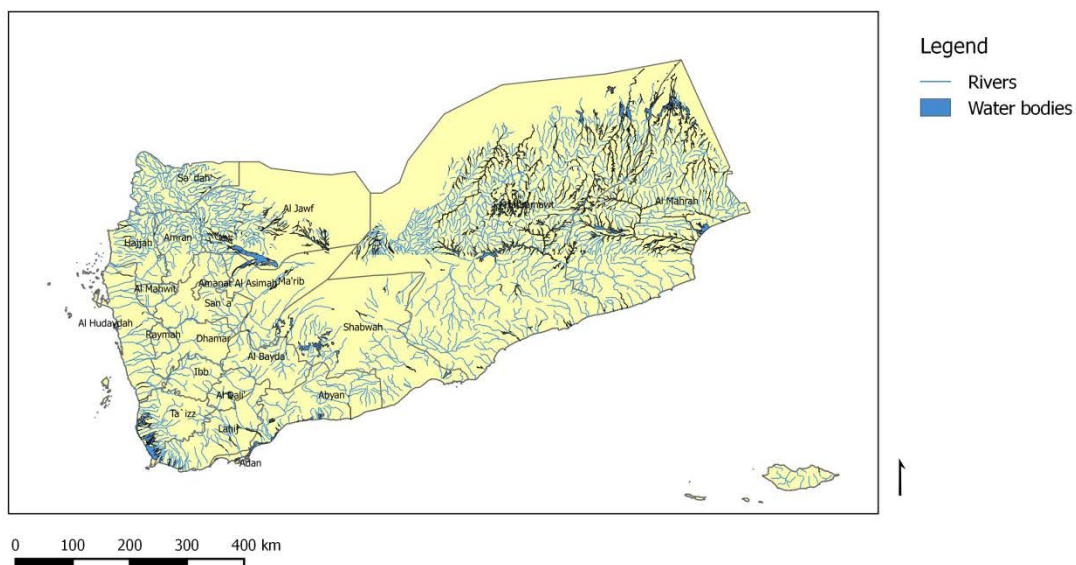 Legend
Rivers
Water bodies
Sa`dah
Al Jawf
Al Mahrah
Hajjah
Amran
Al Mahwit
Amanat Al Asimah
Ma'rib
San`a'
Al Hudaydah
Raymah
Dhamar
Shabwah
Al Bayda'
Ibb
Al Dali'
Abyan
Ta`izz
Lahij
Adan
0 100 200 300 400 km